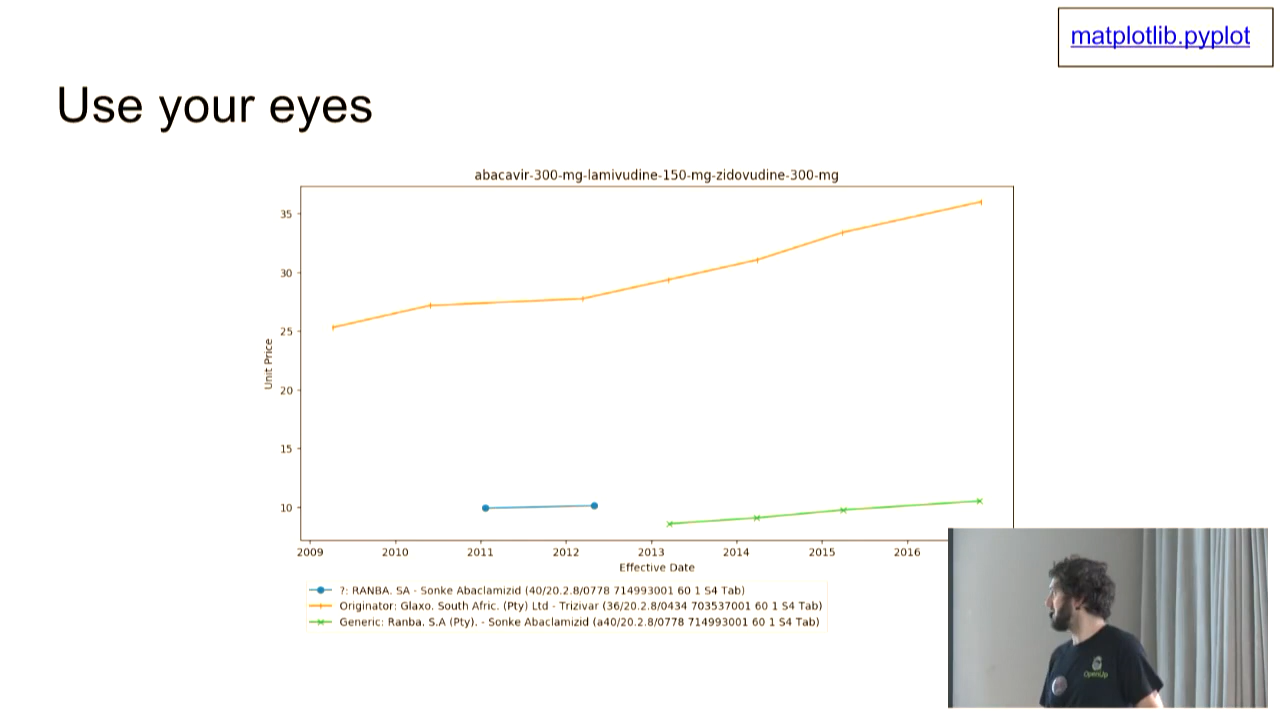 matplotlib.pyplot
Use your eyes
abacavir-300-mg-lamivudine-150-mg-zidovudine-300-mg
35
30
25
20
15
10
Unit Price
2009 2010 2011 2012 2013 2014 2015 2016
Effective Date
?: RANBA. SA - Sonke Abaclamizid (40/20.2.8/0778 714993001 60 1 S4 Tab)
Originator: Glaxo. South Afric. (Pty) Ltd - Trizivar (36/20.2.8/0434 703537001 60 1 S4 Tab)
Generic: Ranba. S.A (Pty). - Sonke Abaclamizid (a40/20.2.8/0778 714993001 60 1 S4 Tab)
OpenUp